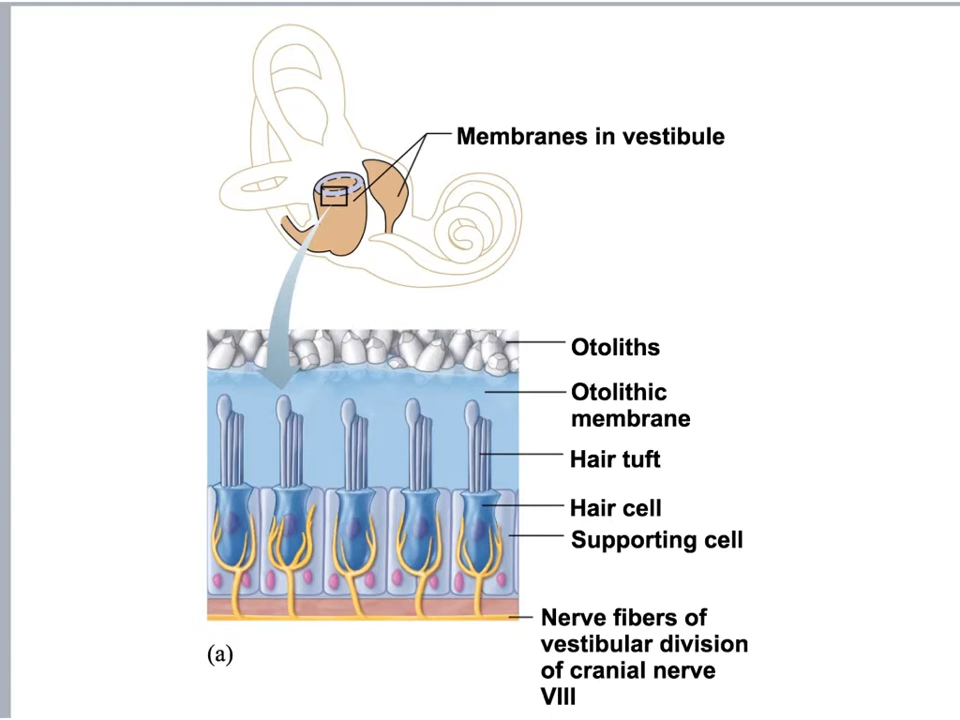 Membranes in vestibule
Otoliths
Otolithic
membrane
Hair tuft
Hair cell
Supporting cell
Nerve fibers of
vestibular division
of cranial nerve
VIII
(a)